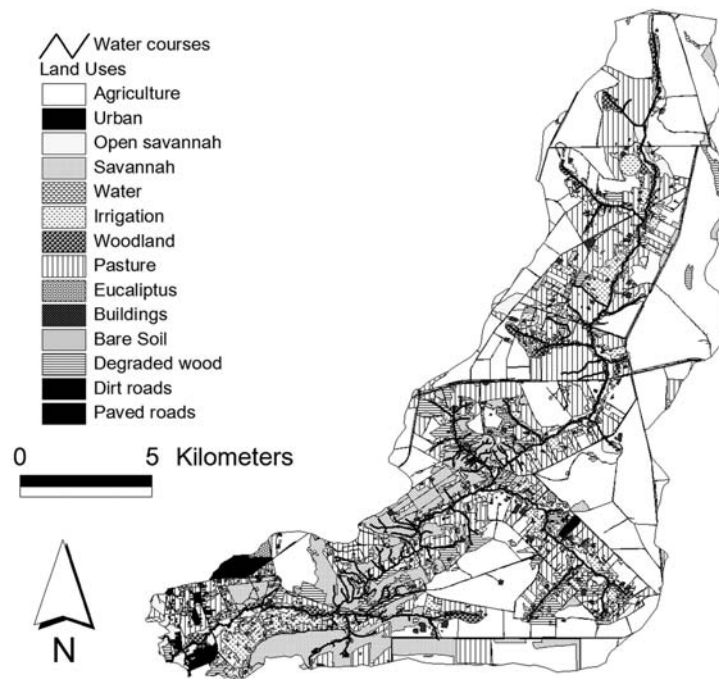 Water courses
Land Uses
Agriculture
Urban
Open savannah
Savannah
Water
Irrigation
Woodland
Pasture
Eucaliptus
Buildings
Bare Soil
Degraded wood
Dirt roads
Paved roads
0 5 Kilometers
N